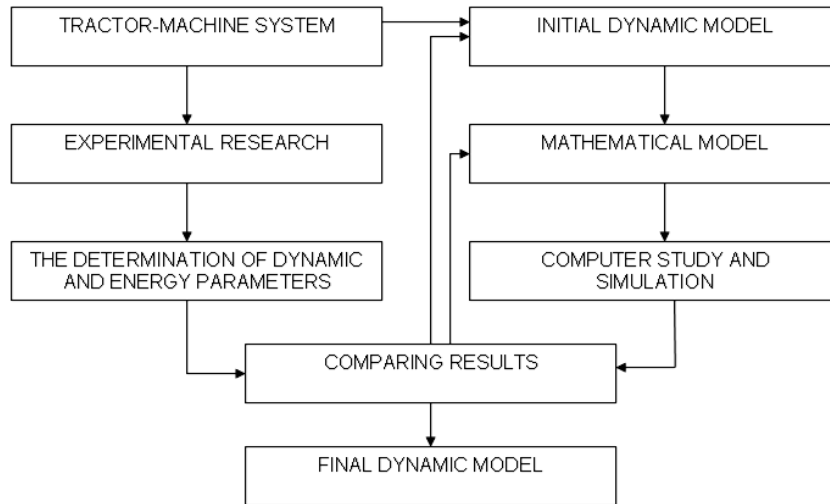 TRACTOR-MACHINE SYSTEM
INITIAL DYNAMIC MODEL
EXPERIMENTAL RESEARCH
MATHEMATICAL MODEL
THE DETERMINATION OF DYNAMIC
AND ENERGY PARAMETERS
COMPUTER STUDY AND
SIMULATION
COMPARING RESULTS
FINAL DYNAMIC MODEL